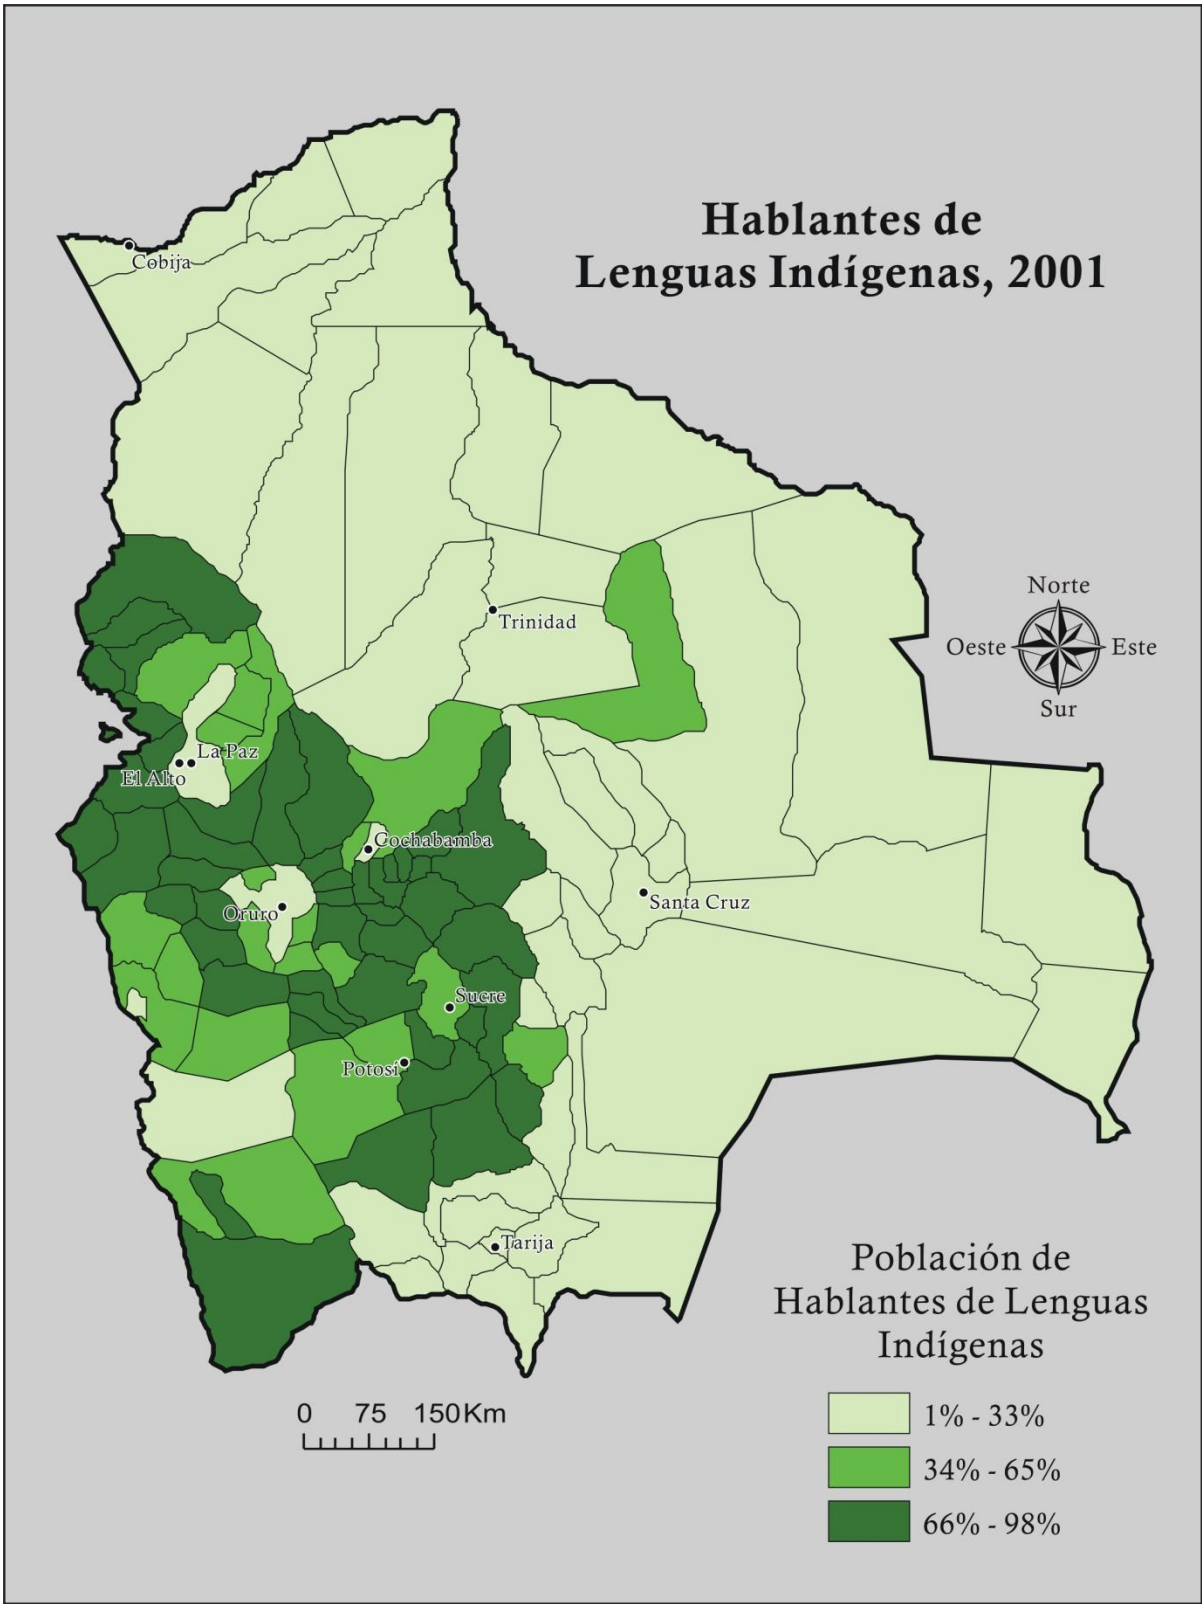 Hablantes de
Lenguas Indígenas, 2001
Cobija
Norte
Oeste
Este
Sur
Trinidad
La Paz
El Alto
Cochabamba
Santa Cruz
Oruro
Sucre
Potosí
Tarija
Población de
Hablantes de Lenguas
Indígenas
1% - 33%
34% - 65%
66% - 98%
0 75 150Km